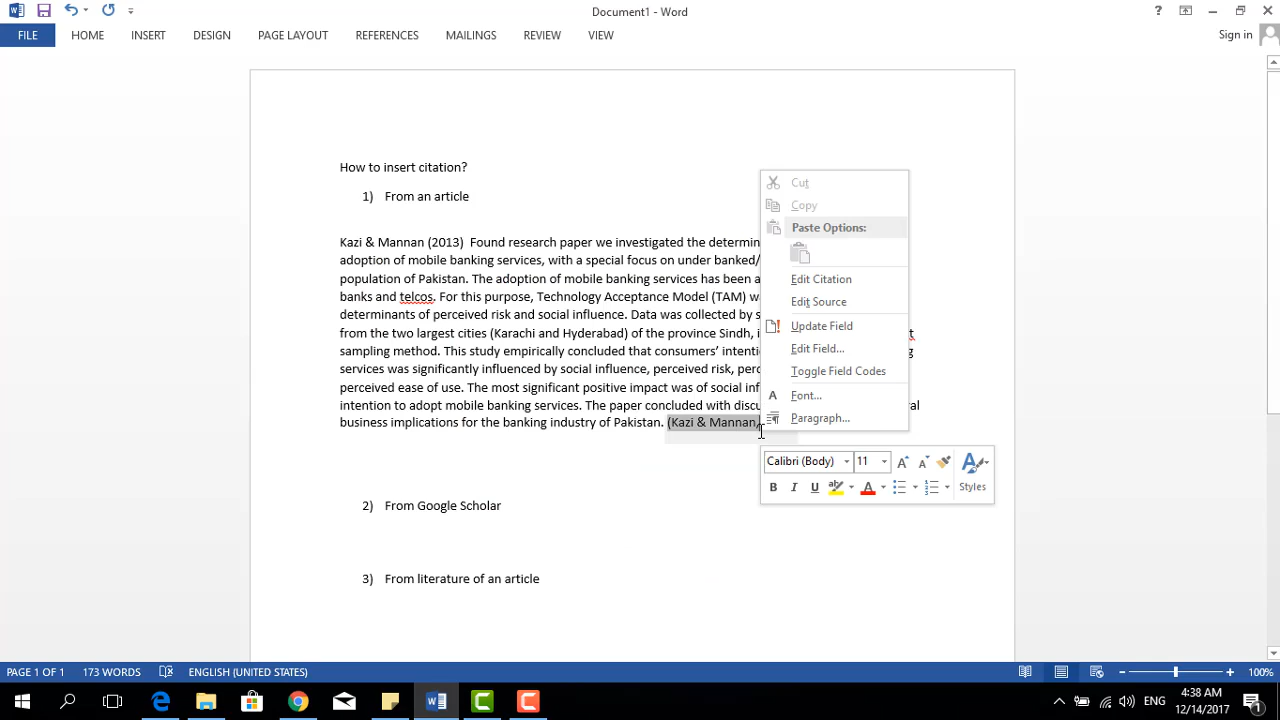 Document1 - Word
?
FILE HOME INSERT DESIGN PAGE LAYOUT REFERENCES MAILINGS REVIEW VIEW Sign in
How to insert citation?
1) From an article
Kazi & Mannan (2013) Found research paper we investigated the determin
adoption of mobile banking services, with a special focus on under banked/
population of Pakistan. The adoption of mobile banking services has been a
banks and telcos. For this purpose, Technology Acceptance Model (TAM) w
determinants of perceived risk and social influence. Data was collected by s
from the two largest cities (Karachi and Hyderabad) of the province Sindh, i t
sampling method. This study empirically concluded that consumers' intenti g
services was significantly influenced by social influence, perceived risk, perc
perceived ease of use. The most significant positive impact was of social inf
intention to adopt mobile banking services. The paper concluded with discu al
business implications for the banking industry of Pakistan. (Kazi & Mannan,
2) From Google Scholar
3) From literature of an article
Cut
Copy
Paste Options:
Edit Citation
Edit Source
Update Field
Edit Field...
Toggle Field Codes
A Font...
Paragraph...
Calibri (Body) 11
B I U ab A Styles
PAGE 1 OF 1 173 WORDS ENGLISH (UNITED STATES) 100%
ENG 4:38 AM
12/14/2017 1